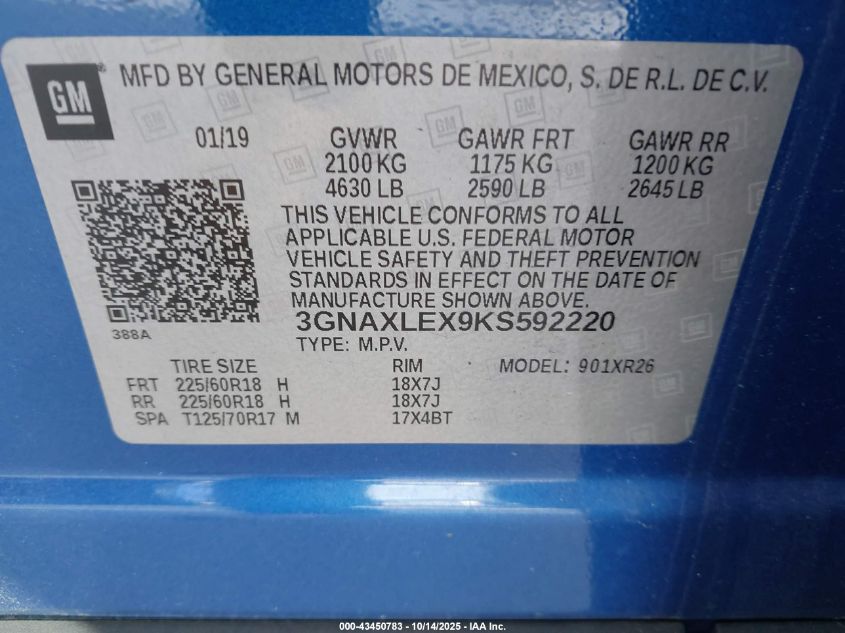 GM
MFD BY GENERAL MOTORS DE MEXICO, S. DE R.L. DE C.V.
01/19 GVWR GAWR FRT GAWR RR
2100 KG 1175 KG 1200 KG
4630 LB 2590 LB 2645 LB
THIS VEHICLE CONFORMS TO ALL
APPLICABLE U.S. FEDERAL MOTOR
VEHICLE SAFETY AND THEFT PREVENTION
STANDARDS IN EFFECT ON THE DATE OF
MANUFACTURE SHOWN ABOVE.
388A
3GNAXLEX9KS592220
TYPE: M.P.V.
TIRE SIZE RIM MODEL: 901XR26
FRT 225/60R18 H 18X7J
RR 225/60R18 H 18X7J
SPA T125/70R17 M 17X4BT
000-43450783 - 10/14/2025 - IAA Inc.